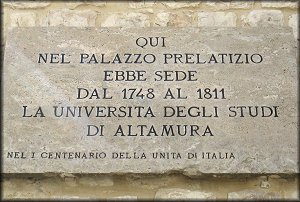 QUI
NEL PALAZZO PRELATIZIO
EBBE SEDE
DAL 1748 AL 1811
LA UNIVERSITA DEGLI STUDI
DI ALTAMURA
NEL I CENTENARIO DELLA UNITA DI ITALIA